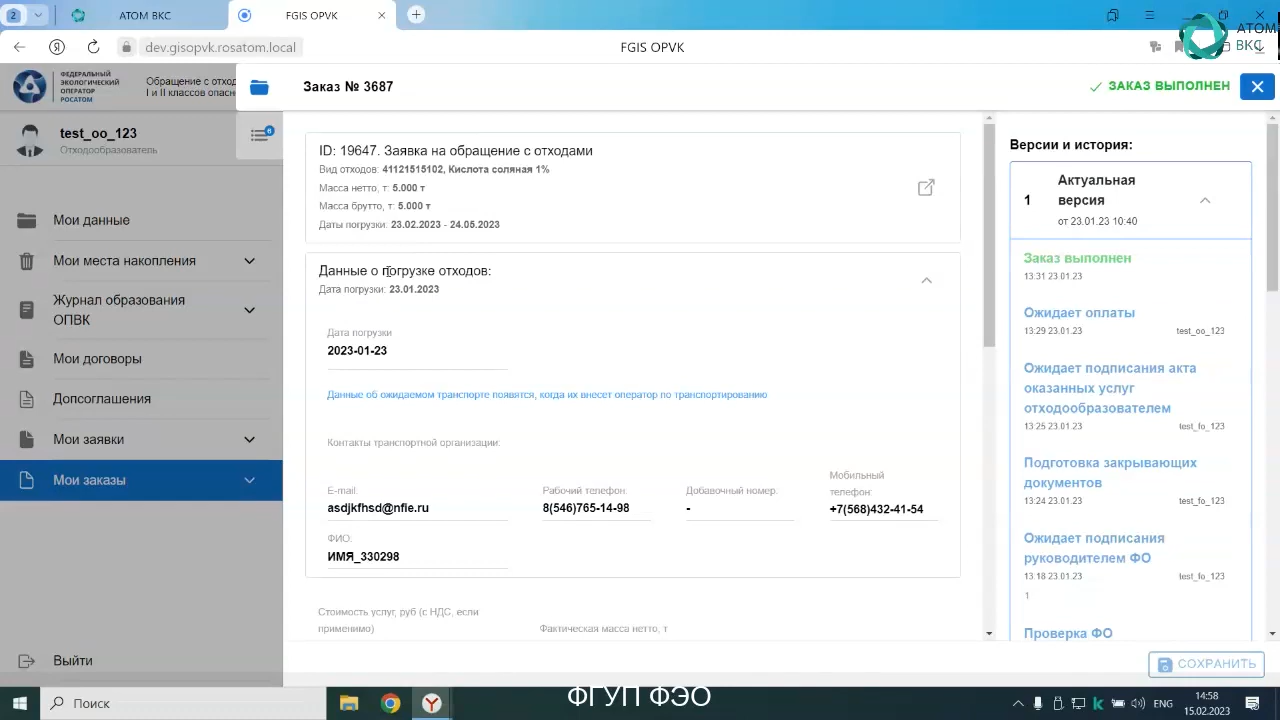 2
FGIS OPVK
dev.gisopvk.rosatom.local
FGIS OPVK
АТОМ
ВКС
ФЕДЕРАЛЬНЫЙ
ЭКОЛОГИЧЕСКИЙ
ОПЕРАТОР
РОСАТОМ
Обращение с отход
I и II классов опасн
Заказ № 3687
ЗАКАЗ ВЫПОЛНЕН
test_oo_123
Отходообразователь
6
Мои данные
Мои места накопления
Журнал образования
ОПВК
Мои договоры
Допсоглашения
Мои заявки
Мои заказы
Выйти
ID: 19647. Заявка на обращение с отходами
Вид отходов: 41121515102, Кислота соляная 1%
Масса нетто, т: 5.000 т
Масса брутто, т: 5.000 т
Даты погрузки: 23.02.2023 - 24.05.2023
Данные о погрузке отходов:
Дата погрузки: 23.01.2023
Дата погрузки
2023-01-23
Данные об ожидаемом транспорте появятся, когда их внесет оператор по транспортированию
Контакты транспортной организации:
E-mail:
asdjkfhsd@nfie.ru
Рабочий телефон:
8(546)765-14-98
Добавочный номер:
-
Мобильный
телефон:
+7(568)432-41-54
ФИО:
ИМЯ_330298
Стоимость услуг, руб (с НДС, если
применимо)
Фактическая масса нетто, т
Версии и история:
1
Актуальная
версия
от 23.01.23 10:40
Заказ выполнен
13:31 23.01.23
Ожидает оплаты
13:29 23.01.23 test_oo_123
Ожидает подписания акта
оказанных услуг
отходообразователем
13:25 23.01.23 test_fo_123
Подготовка закрывающих
документов
13:24 23.01.23 test_fo_123
Ожидает подписания
руководителем ФО
13:18 23.01.23 test_fo_123
1
Проверка ФО
СОХРАНИТЬ
Поиск
ФГУП ФЭО
ENG
14:58
15.02.2023